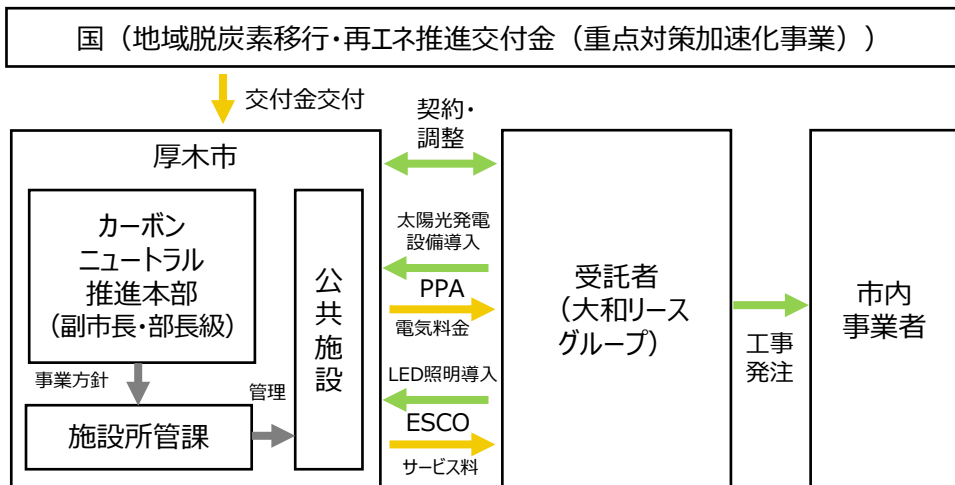 国（地域脱炭素移行・再エネ推進交付金（重点対策加速化事業））
交付金交付
契約・
調整
厚木市
カーボン
ニュートラル
推進本部
（副市長・部長級）
事業方針
施設所管課
管理
公
共
施
設
太陽光発電
設備導入
PPA
電気料金
LED照明導入
ESCO
サービス料
受託者
（大和リース
グループ）
工事
発注
市内
事業者